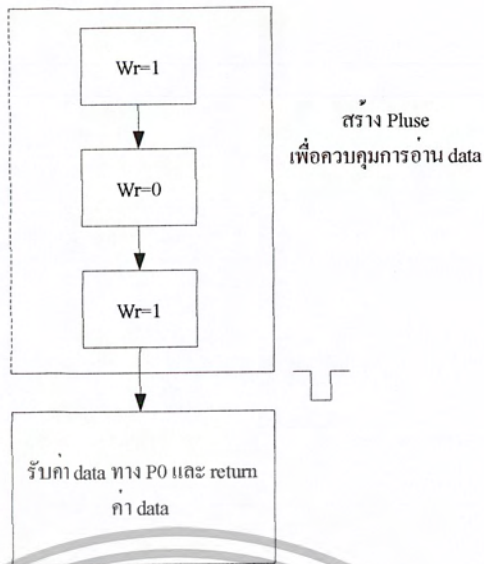 Wr=1
สร้าง Pluse
เพื่อควบคุมการอ่าน data
Wr=0
Wr=1
รับค่า data ทาง P0 และ return
ค่า data